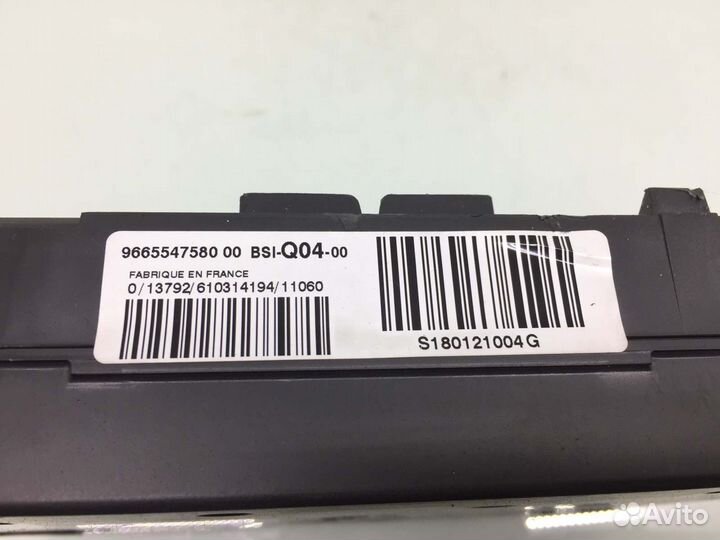 9665547580 00 BSI-Q04-00
FABRIQUE EN FRANCE
0/13792/610314194/11060
S180121004G
Avito